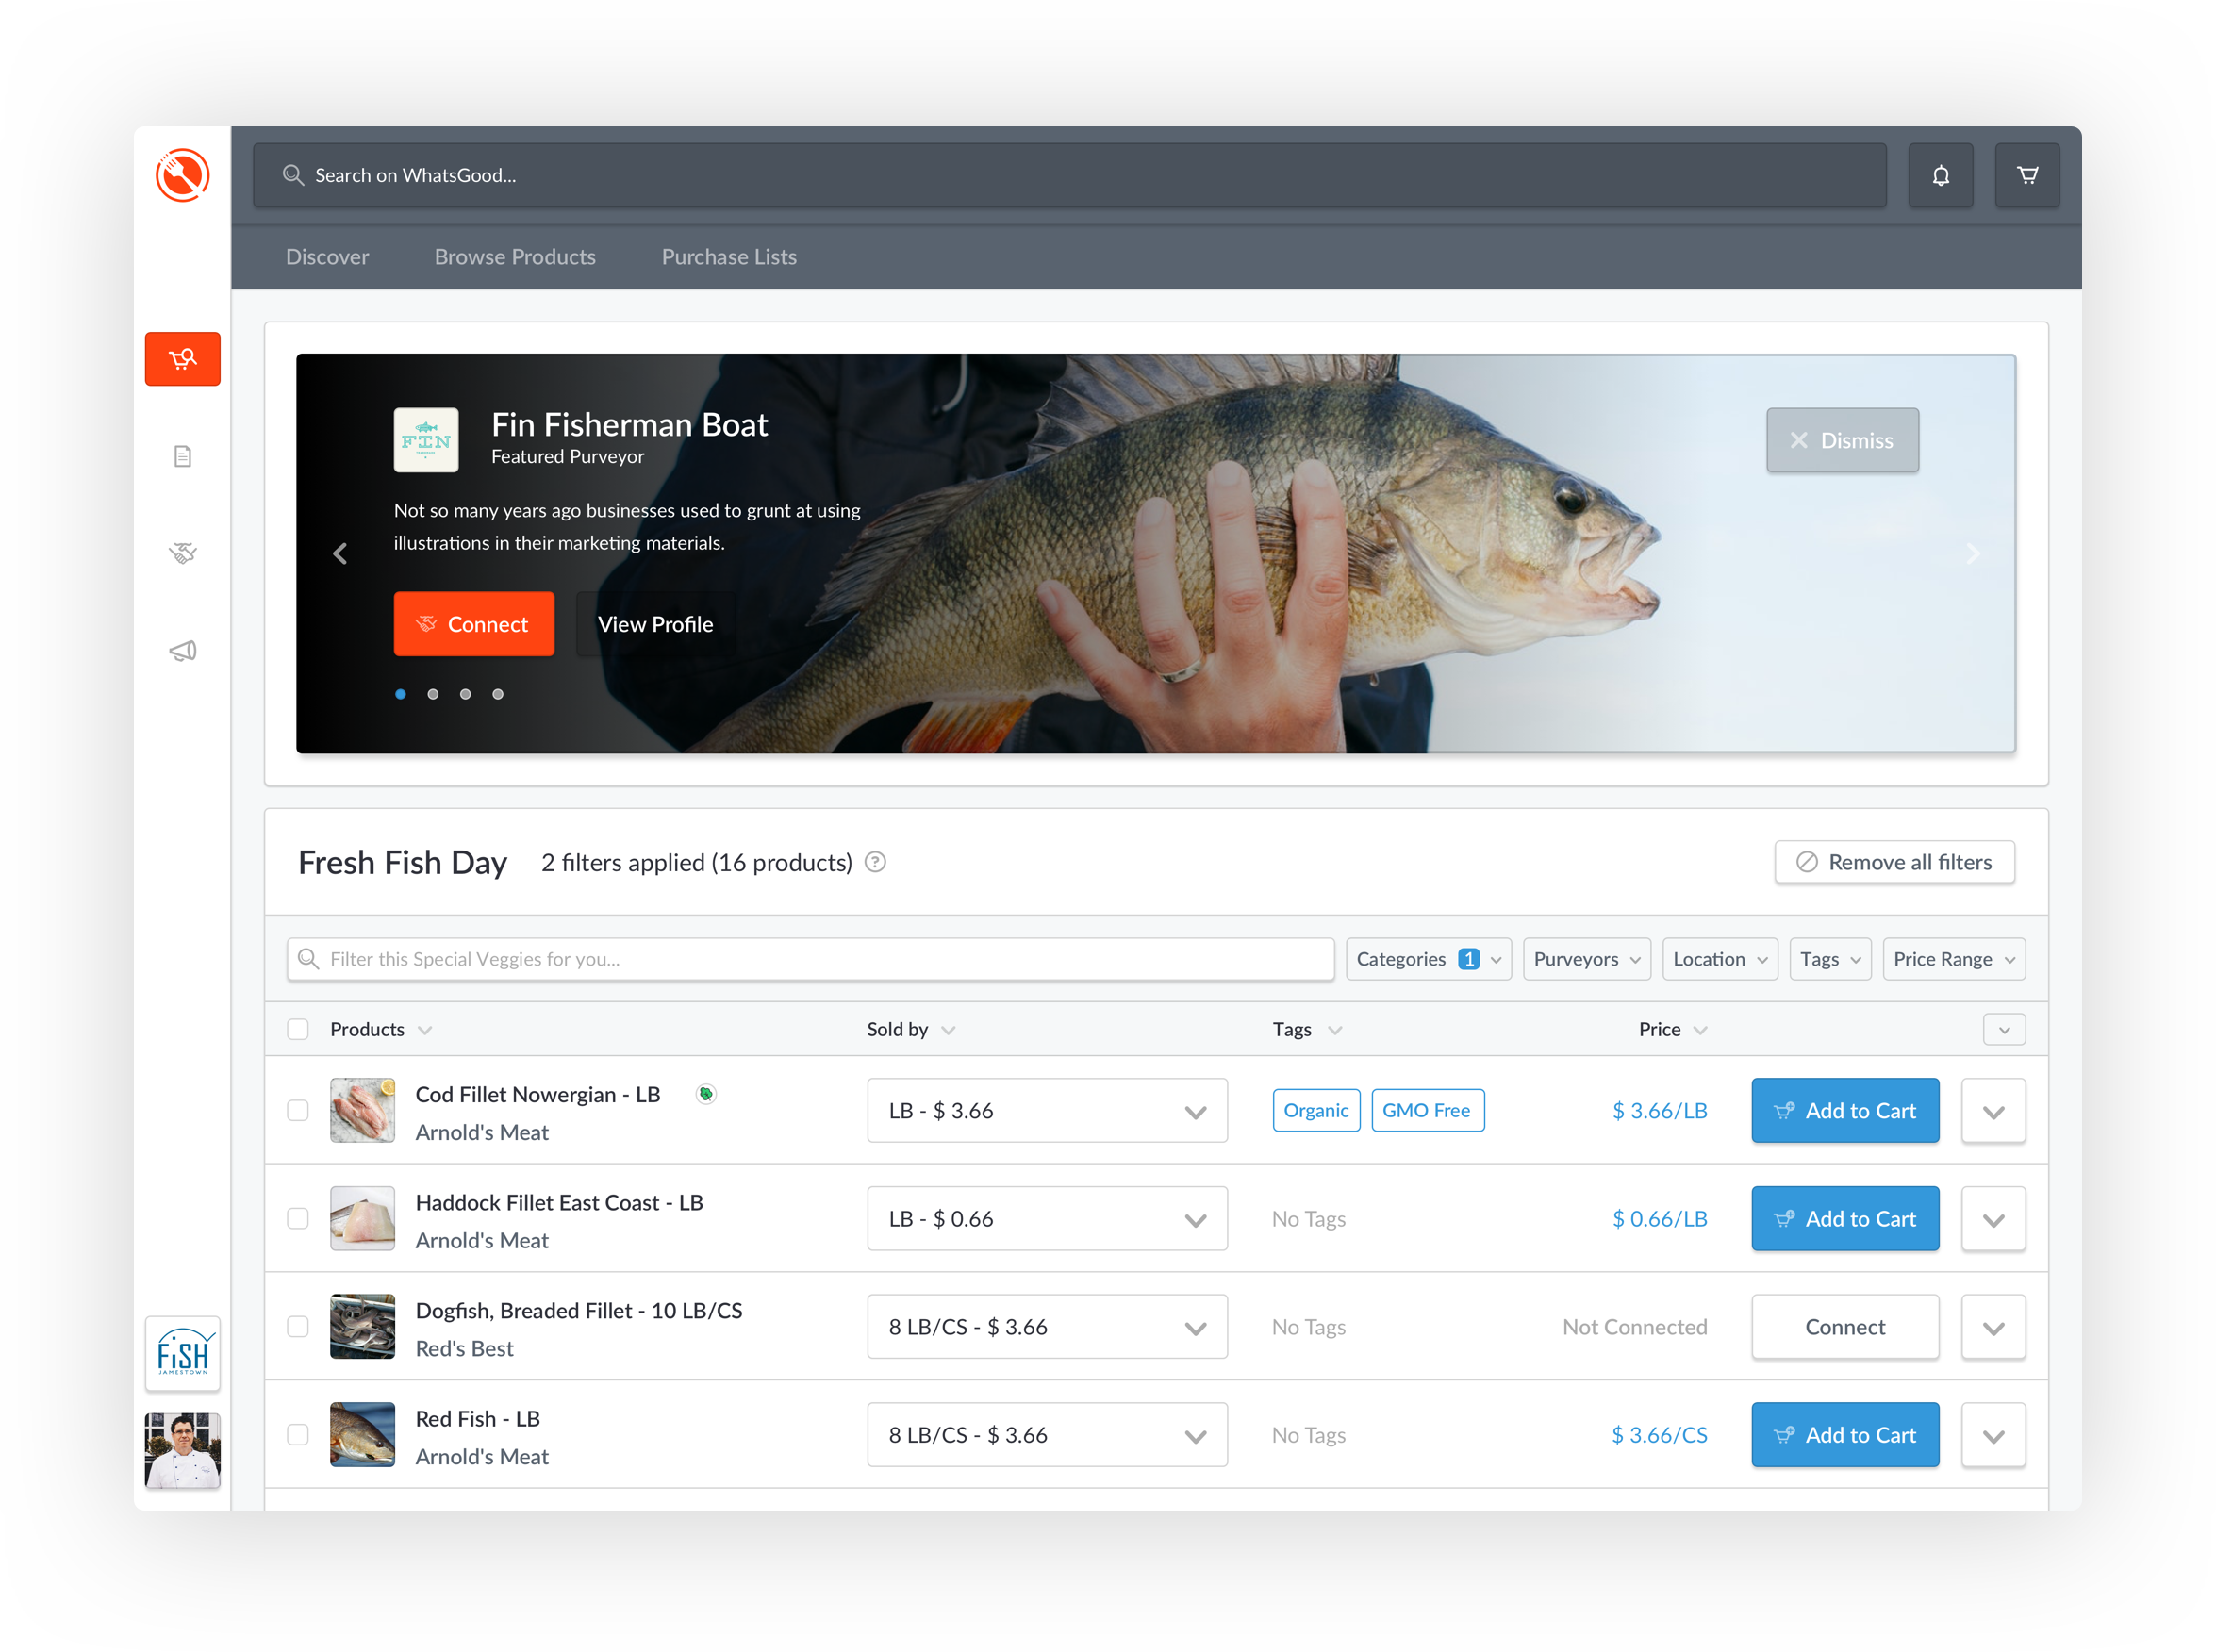 Search on WhatsGood...
Discover
Browse Products
Purchase Lists
FIN
Fin Fisherman Boat
Featured Purveyor
Dismiss
Not so many years ago businesses used to grunt at using
illustrations in their marketing materials.
Connect
View Profile
Fresh Fish Day
2 filters applied (16 products)
Remove all filters
Filter this Special Veggies for you...
Categories 1
Purveyors
Location
Tags
Price Range
Products
Sold by
Tags
Price
Cod Fillet Nowergian - LB
Arnold's Meat
LB - $ 3.66
Organic
GMO Free
$ 3.66/LB
Add to Cart
Haddock Fillet East Coast - LB
Arnold's Meat
LB - $ 0.66
No Tags
$ 0.66/LB
Add to Cart
Dogfish, Breaded Fillet - 10 LB/CS
Red's Best
8 LB/CS - $ 3.66
No Tags
Not Connected
Connect
Red Fish - LB
Arnold's Meat
8 LB/CS - $ 3.66
No Tags
$ 3.66/CS
Add to Cart
FiSH
JAMESTOWN